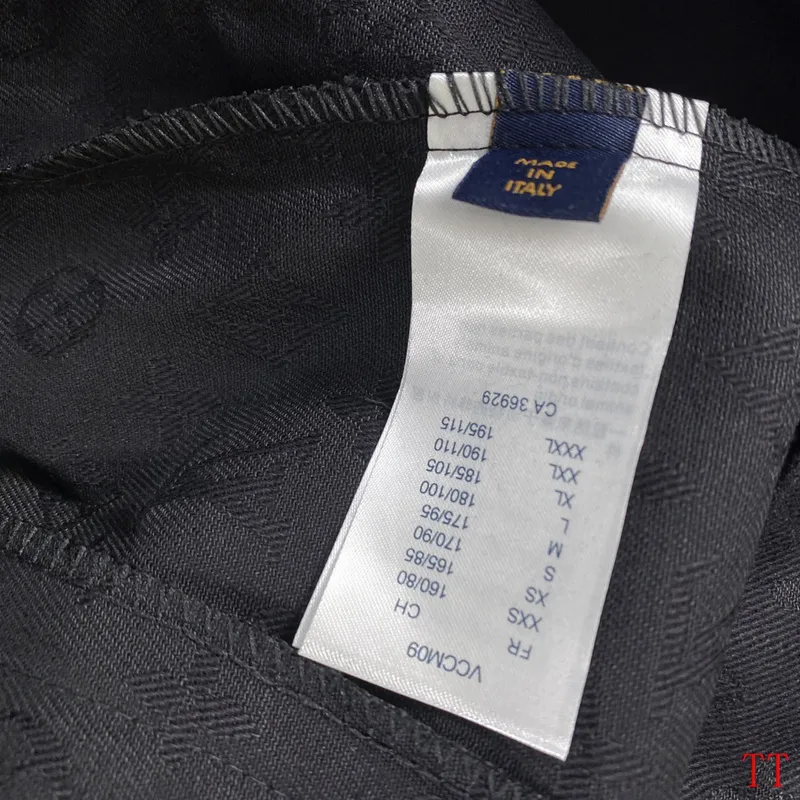 MADE
IN
ITALY
VCCM09
FR CH
XXS 160/80
XS 165/85
S 170/90
M 175/95
L 180/100
XL 185/105
XXL 190/110
XXXL 195/115
CA 36929
TT